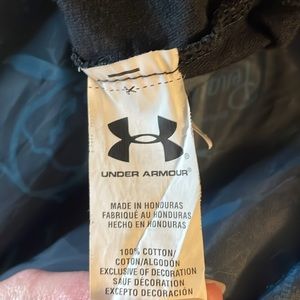 UNDER ARMOUR®
MADE IN HONDURAS
FABRIQUÉ AU HONDURAS
HECHO EN HONDURAS
100% COTTON/
COTON/ALGODÓN
EXCLUSIVE OF DECORATION
SAUF DÉCORATION
EXCEPTO DECORACIÓN